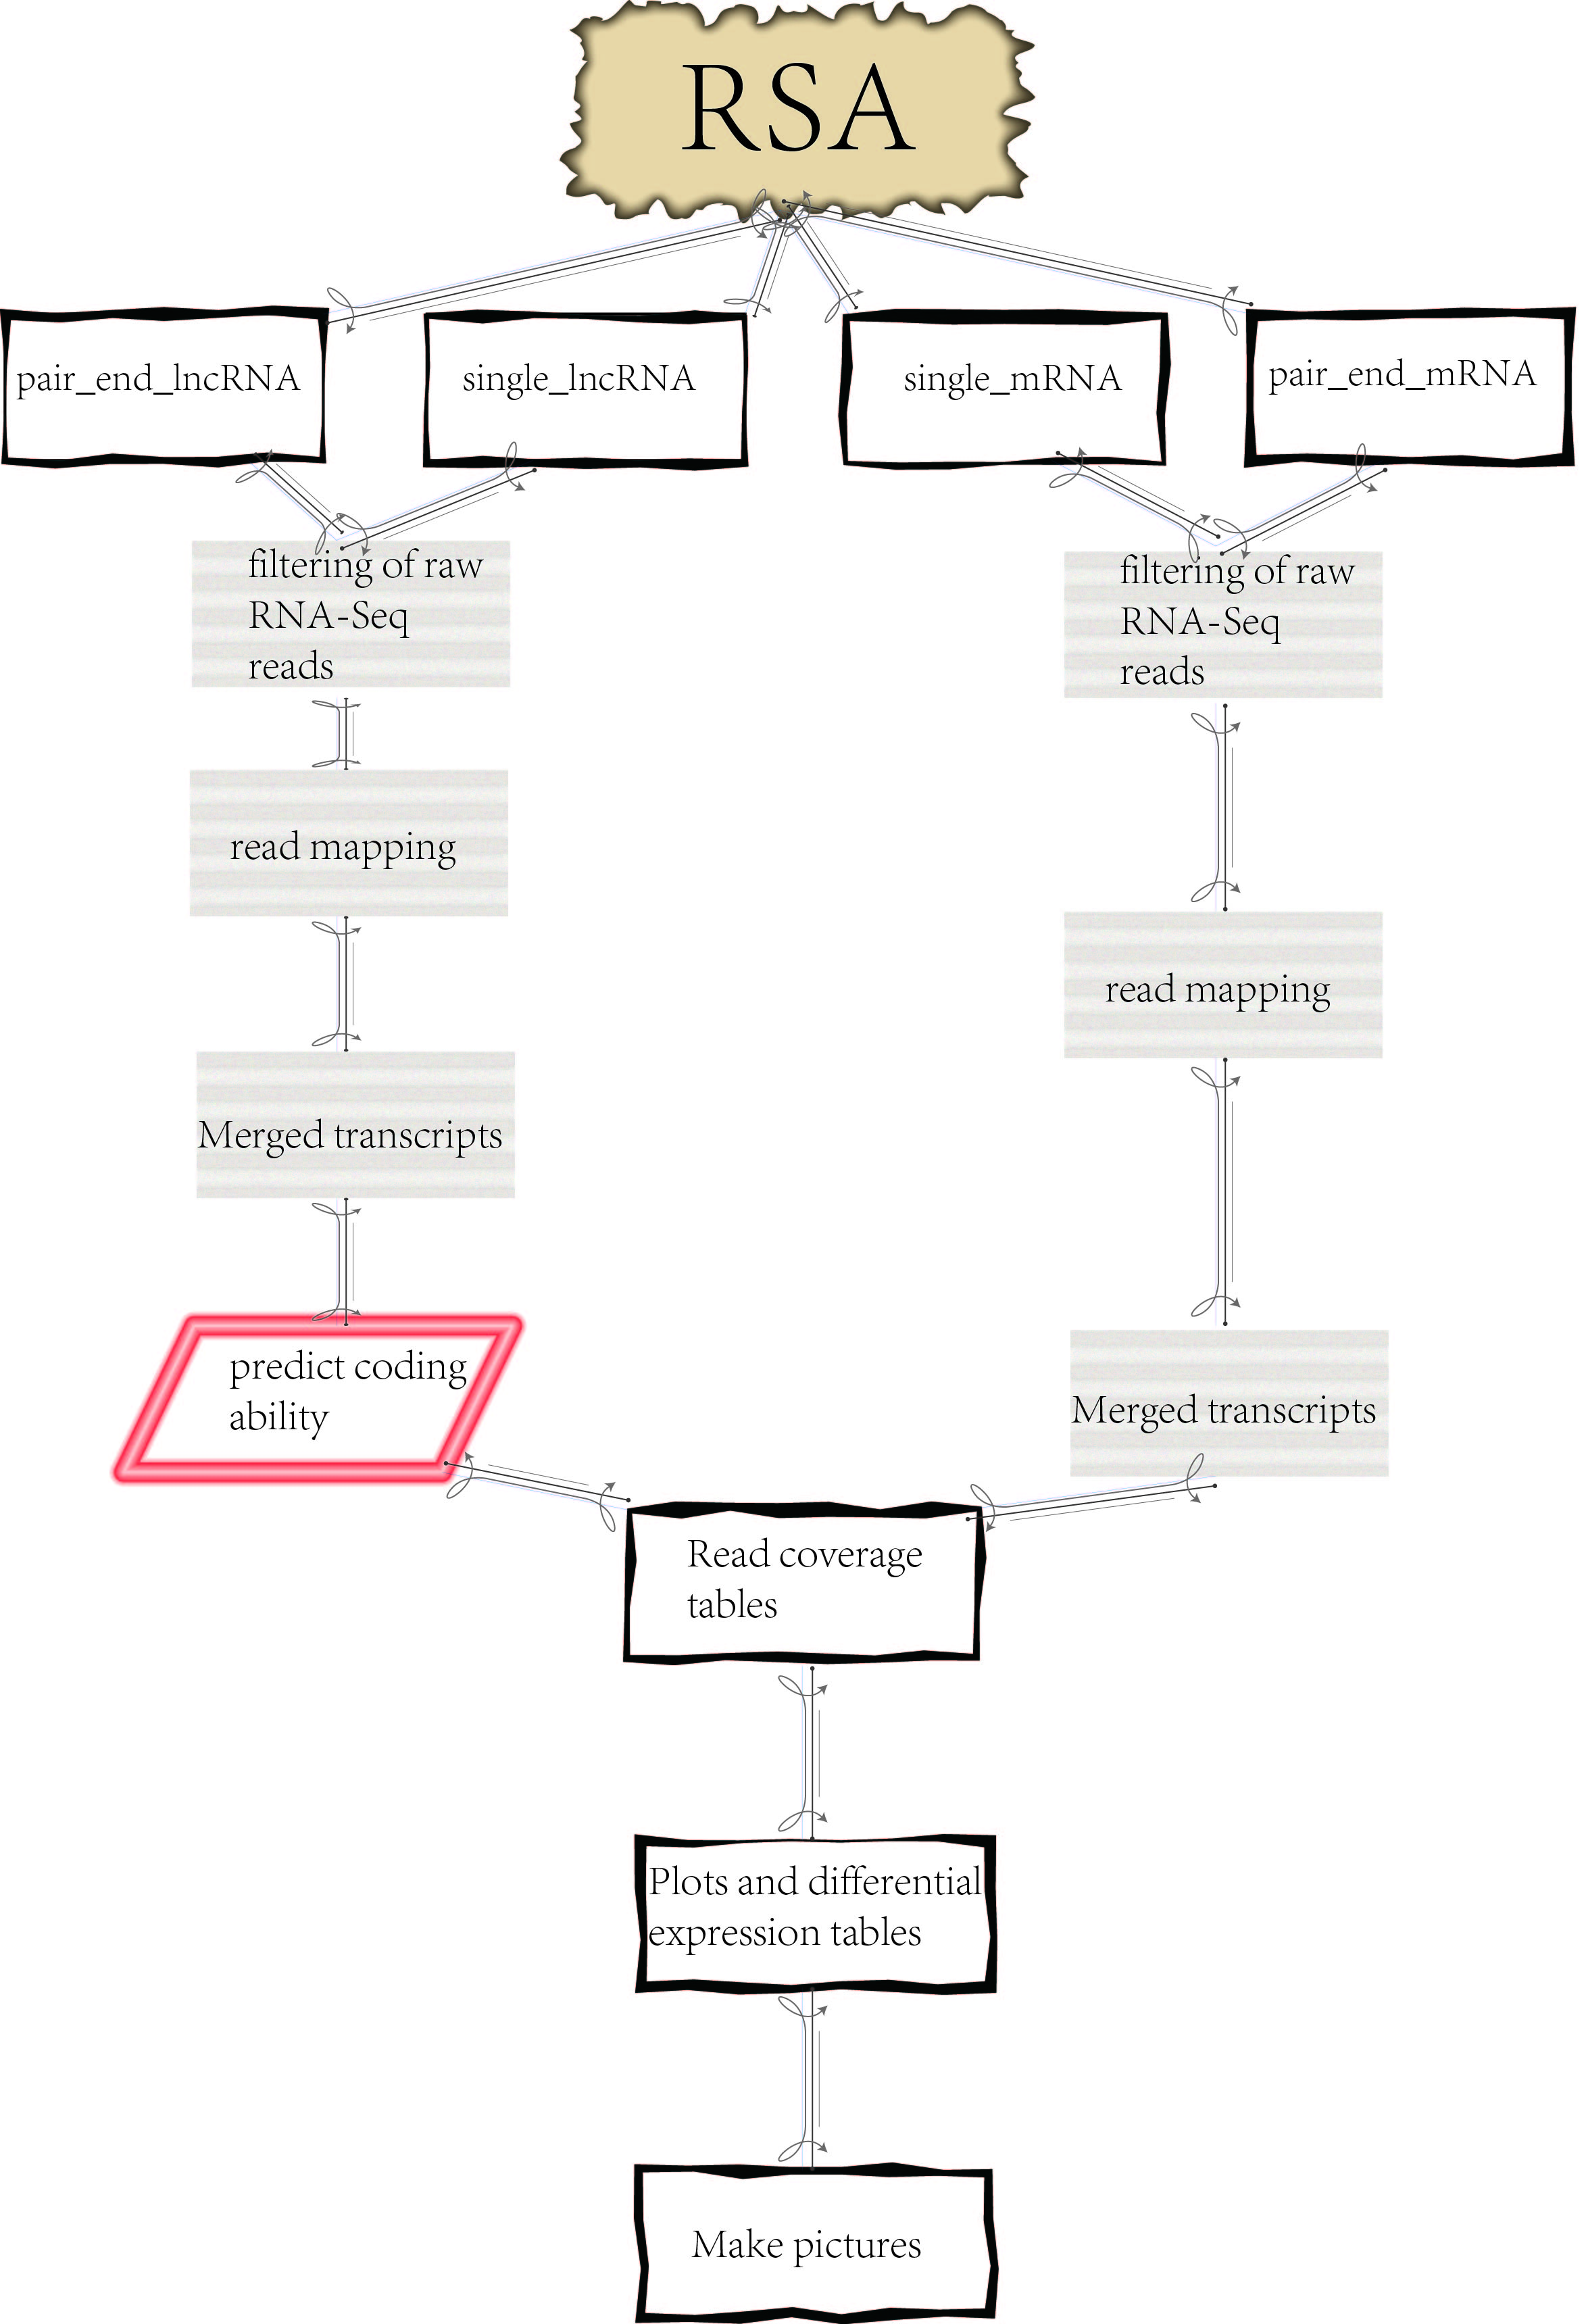 RSA
pair_end_lncRNA
single_lncRNA
single_mRNA
pair_end_mRNA
filtering of raw
RNA-Seq
reads
filtering of raw
RNA-Seq
reads
read mapping
read mapping
Merged transcripts
predict coding
ability
Merged transcripts
Read coverage
tables
Plots and differential
expression tables
Make pictures